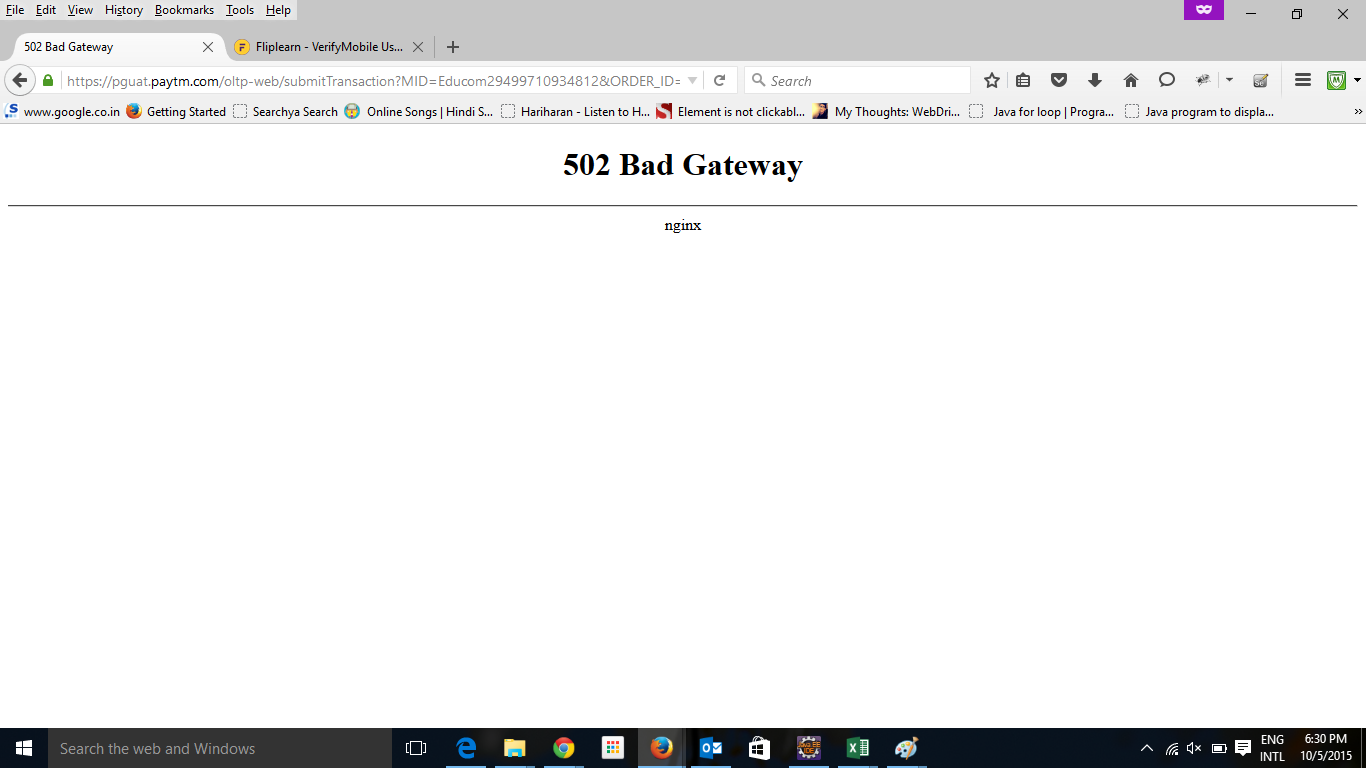 File Edit View History Bookmarks Tools Help
502 Bad Gateway
Fliplearn - VerifyMobile Us...
https://pguat.paytm.com/oltp-web/submitTransaction?MID=Educom29499710934812&ORDER_ID=
Search
www.google.co.in Getting Started Searchya Search Online Songs | Hindi S... Hariharan - Listen to H... Element is not clickabl... My Thoughts: WebDri... Java for loop | Progra... Java program to displa...
502 Bad Gateway
nginx
Search the web and Windows
ENG 6:30 PM
INTL 10/5/2015